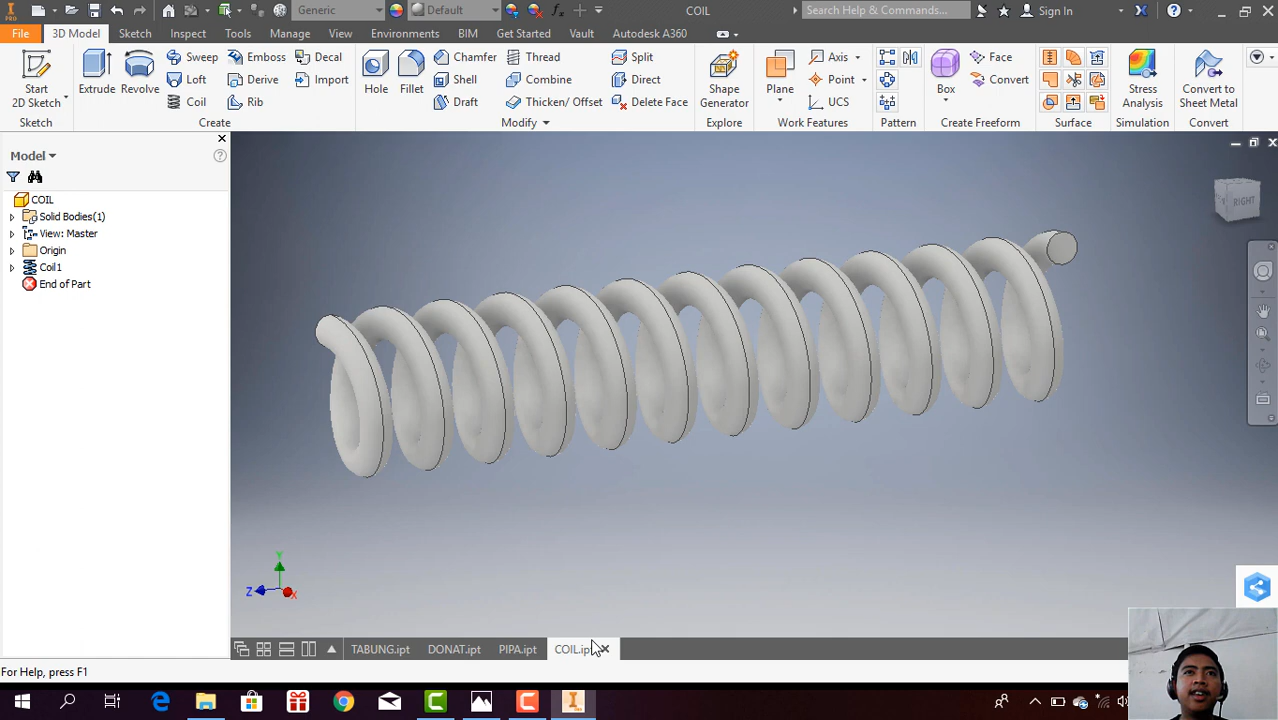 PRO
Generic
Default
fx
COIL
Search Help & Commands...
Sign In
File
3D Model
Sketch
Inspect
Tools
Manage
View
Environments
BIM
Get Started
Vault
Autodesk A360
Start
2D Sketch
Extrude
Revolve
Sweep
Emboss
Decal
Loft
Derive
Import
Coil
Rib
Hole
Fillet
Chamfer
Thread
Split
Shell
Combine
Direct
Draft
Thicken/ Offset
Delete Face
Shape
Generator
Plane
Axis
Point
UCS
Box
Face
Convert
Stress
Analysis
Convert to
Sheet Metal
Sketch
Create
Modify
Explore
Work Features
Pattern
Create Freeform
Surface
Simulation
Convert
Model
COIL
Solid Bodies(1)
View: Master
Origin
Coil1
End of Part
RIGHT
Y
Z
X
TABUNG.ipt
DONAT.ipt
PIPA.ipt
COIL.ip
For Help, press F1